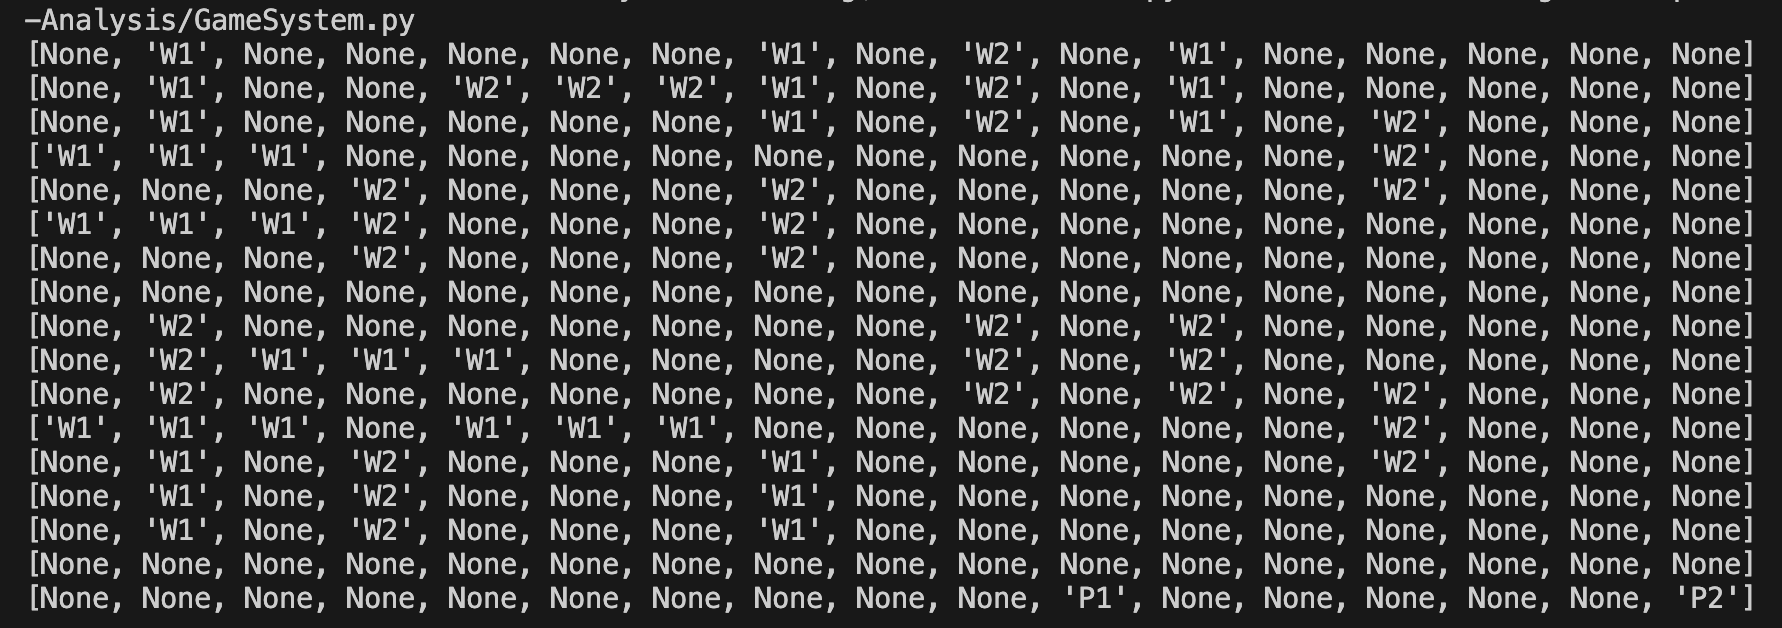 -Analysis/GameSystem.py
[None, 'W1', None, None, None, None, None, 'W1', None, 'W2', None, 'W1', None, None, None, None, None]
[None, 'W1', None, None, 'W2', 'W2', 'W2', 'W1', None, 'W2', None, 'W1', None, None, None, None, None]
[None, 'W1', None, None, None, None, None, 'W1', None, 'W2', None, 'W1', None, 'W2', None, None, None]
['W1', 'W1', 'W1', None, None, None, None, None, None, None, None, None, None, 'W2', None, None, None]
[None, None, None, 'W2', None, None, None, 'W2', None, None, None, None, None, 'W2', None, None, None]
['W1', 'W1', 'W1', 'W2', None, None, None, 'W2', None, None, None, None, None, None, None, None, None]
[None, None, None, 'W2', None, None, None, 'W2', None, None, None, None, None, None, None, None, None]
[None, None, None, None, None, None, None, None, None, None, None, None, None, None, None, None, None]
[None, 'W2', None, None, None, None, None, None, None, 'W2', None, 'W2', None, None, None, None, None]
[None, 'W2', 'W1', 'W1', 'W1', None, None, None, None, 'W2', None, 'W2', None, None, None, None, None]
[None, 'W2', None, None, None, None, None, None, None, 'W2', None, 'W2', None, 'W2', None, None, None]
['W1', 'W1', 'W1', None, 'W1', 'W1', 'W1', None, None, None, None, None, None, 'W2', None, None, None]
[None, 'W1', None, 'W2', None, None, None, 'W1', None, None, None, None, None, 'W2', None, None, None]
[None, 'W1', None, 'W2', None, None, None, 'W1', None, None, None, None, None, None, None, None, None]
[None, 'W1', None, 'W2', None, None, None, 'W1', None, None, None, None, None, None, None, None, None]
[None, None, None, None, None, None, None, None, None, None, None, None, None, None, None, None, None]
[None, None, None, None, None, None, None, None, None, None, 'P1', None, None, None, None, None, 'P2']